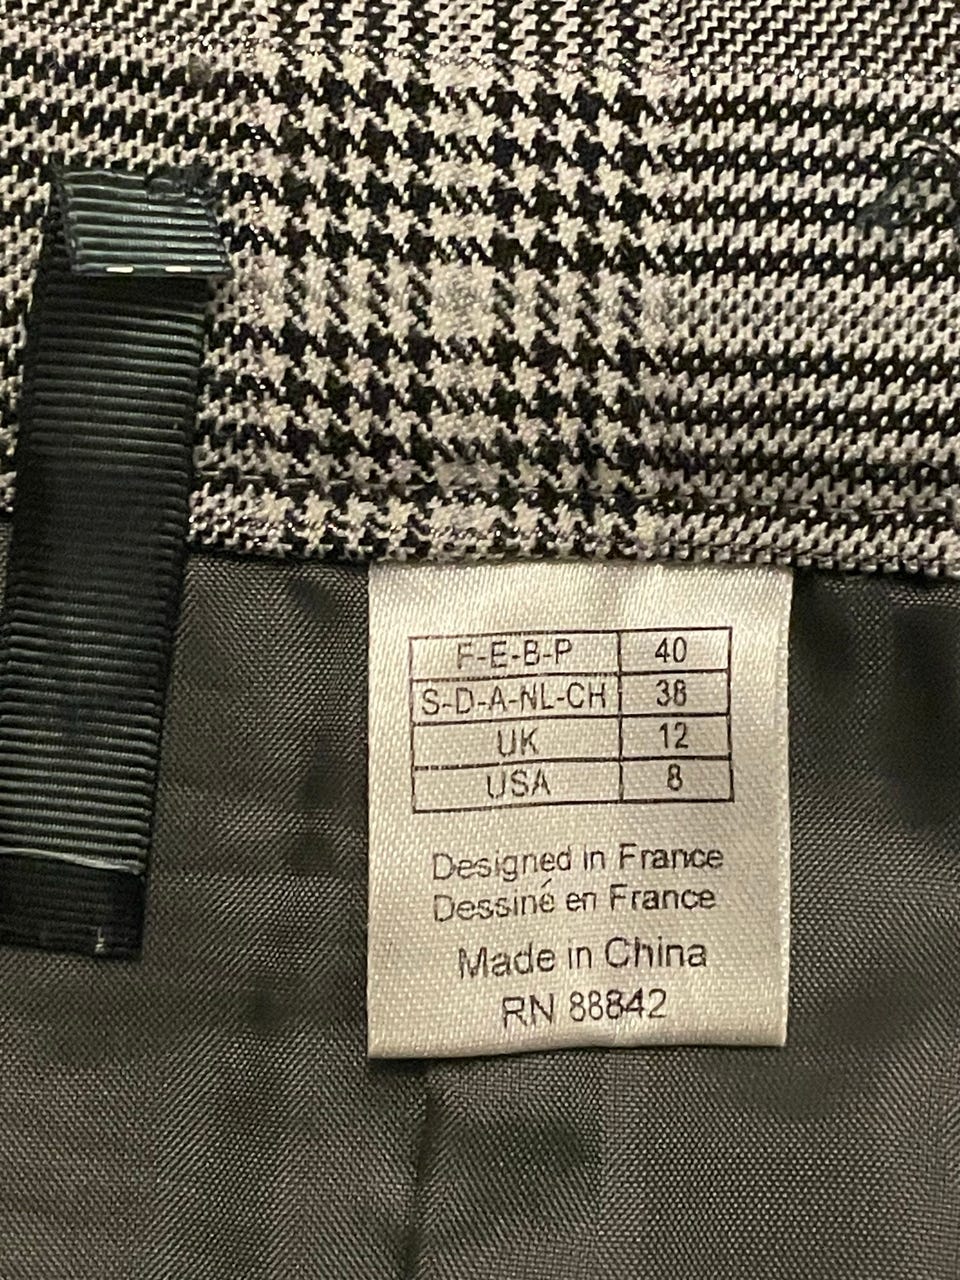 F-E-B-P 40
S-D-A-NL-CH 38
UK 12
USA 8
Designed in France
Dessiné en France
Made in China
RN 88842